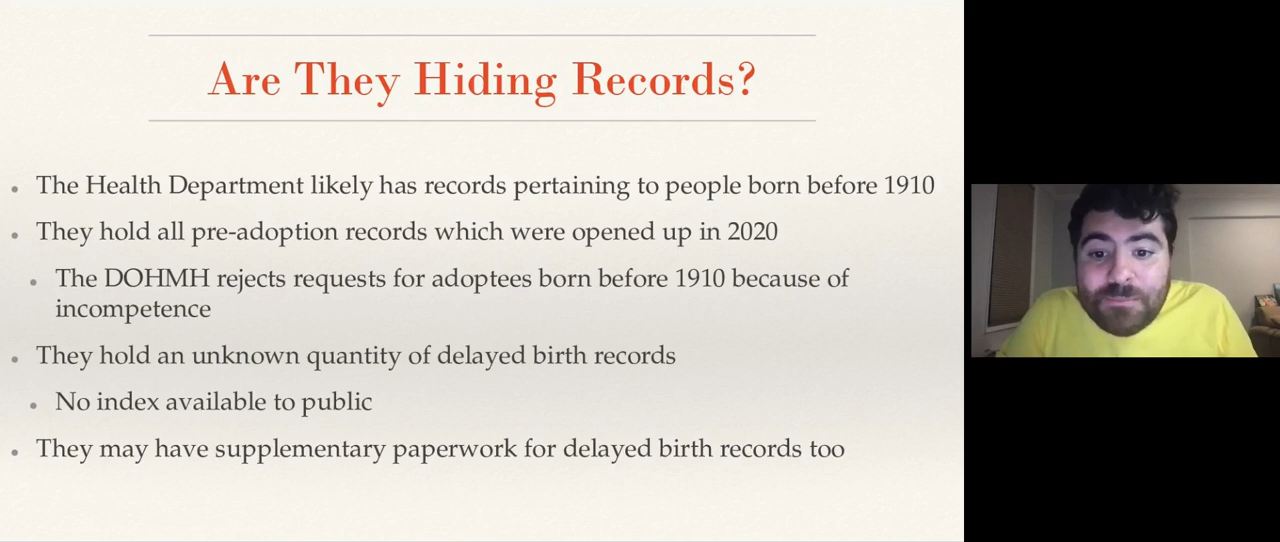 Are They Hiding Records?
The Health Department likely has records pertaining to people born before 1910
They hold all pre-adoption records which were opened up in 2020
The DOHMH rejects requests for adoptees born before 1910 because of
incompetence
They hold an unknown quantity of delayed birth records
No index available to public
They may have supplementary paperwork for delayed birth records too